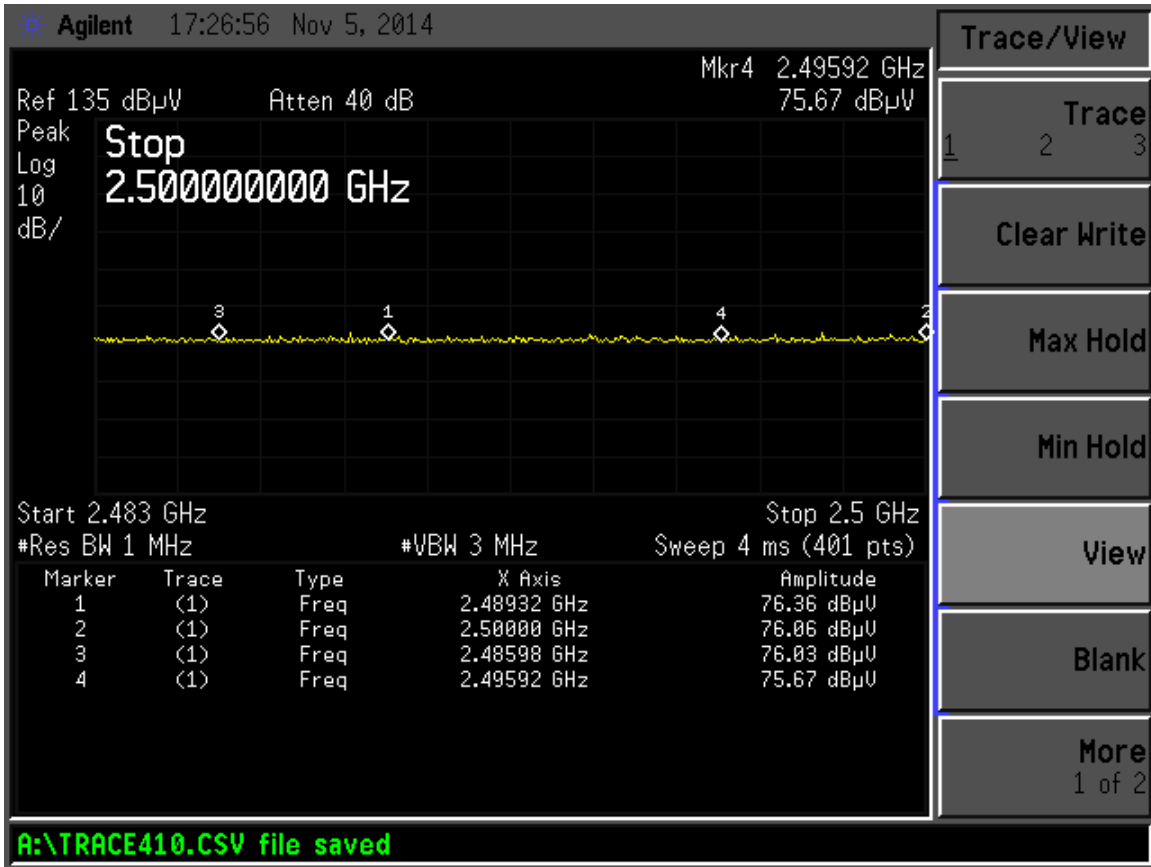 Agilent 17:26:56 Nov 5, 2014
Mkr4 2.49592 GHz
Ref 135 dBµV Atten 40 dB 75.67 dBµV
Peak
Log
10
dB/
Stop
2.500000000 GHz
3 1 4 2
Start 2.483 GHz Stop 2.5 GHz
#Res BW 1 MHz #VBW 3 MHz Sweep 4 ms (401 pts)
Marker Trace Type X Axis Amplitude
1 (1) Freq 2.48932 GHz 76.36 dBµV
2 (1) Freq 2.50000 GHz 76.06 dBµV
3 (1) Freq 2.48598 GHz 76.03 dBµV
4 (1) Freq 2.49592 GHz 75.67 dBµV
A:\TRACE410.CSV file saved
Trace/View
Trace
1 2 3
Clear Write
Max Hold
Min Hold
View
Blank
More
1 of 2